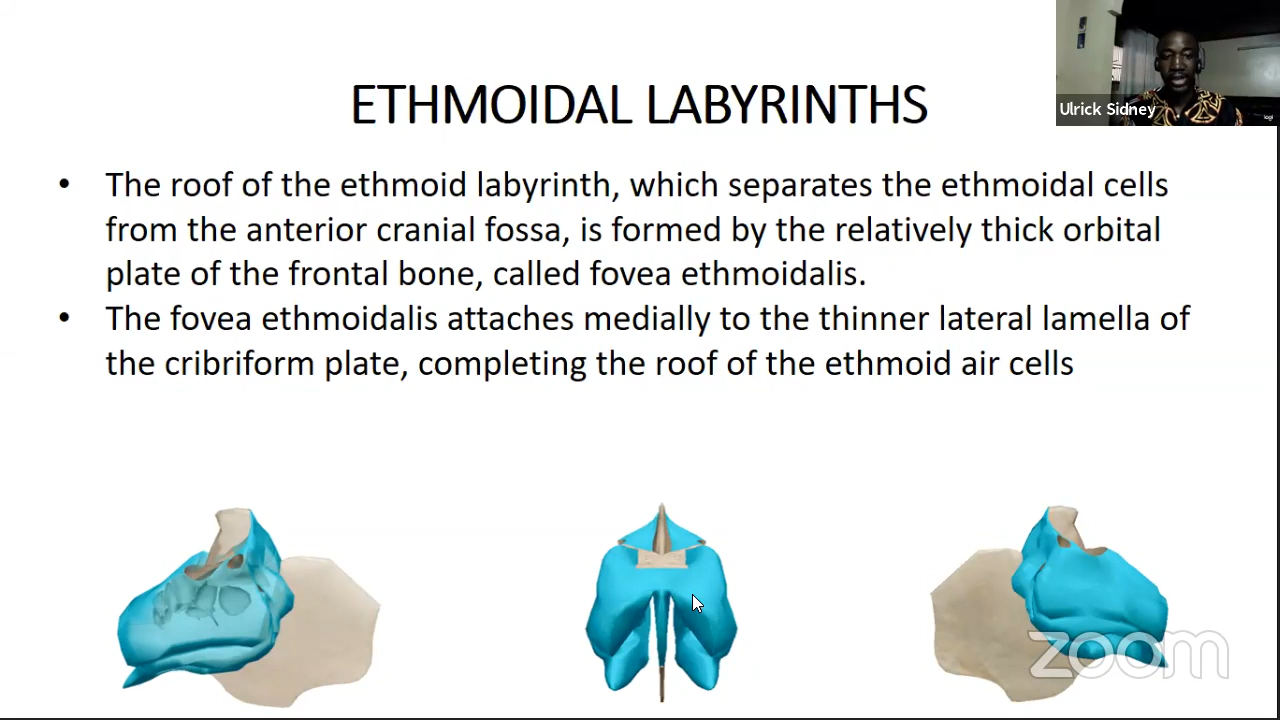 ETHMOIDAL LABYRINTHS
Ulrick Sidney
logi
• The roof of the ethmoid labyrinth, which separates the ethmoidal cells
from the anterior cranial fossa, is formed by the relatively thick orbital
plate of the frontal bone, called fovea ethmoidalis.
• The fovea ethmoidalis attaches medially to the thinner lateral lamella of
the cribriform plate, completing the roof of the ethmoid air cells
zoom